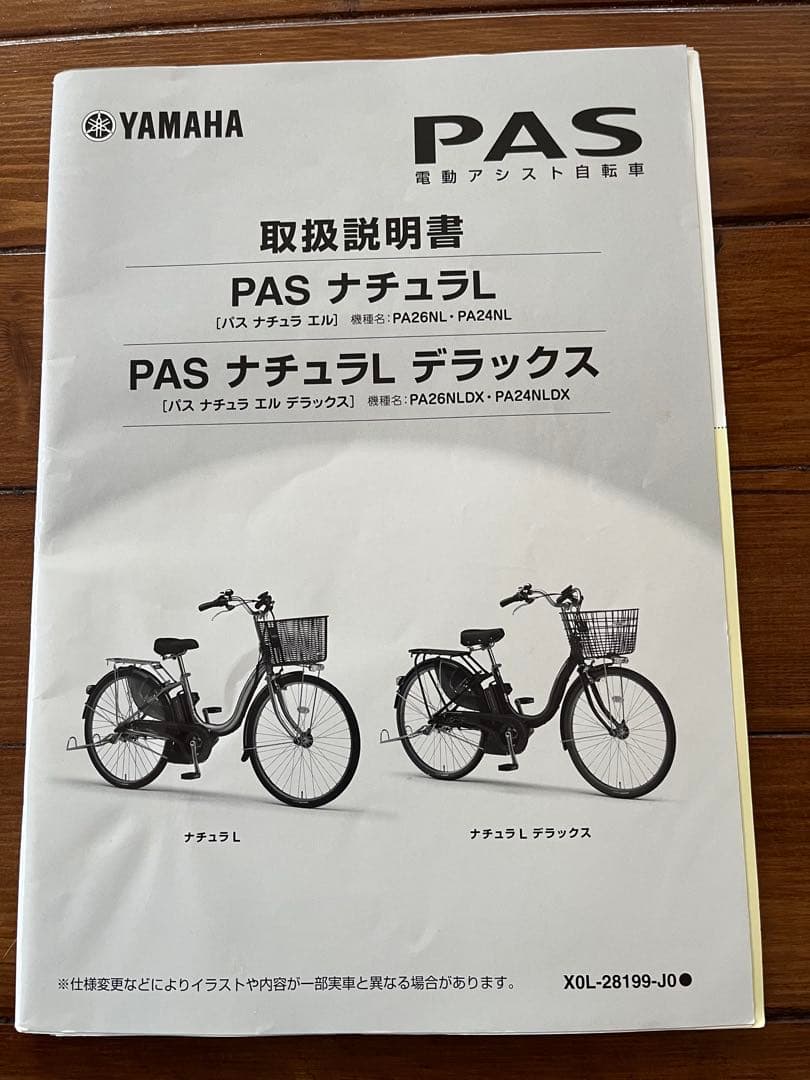 YAMAHA
PAS
電動アシスト自転車
取扱説明書
PAS ナチュラL
[パス ナチュラ エル] 機種名:PA26NL・PA24NL
PAS ナチュラL デラックス
[パス ナチュラ エル デラックス] 機種名:PA26NLDX・PA24NLDX
ナチュラ L
ナチュラ L デラックス
※仕様変更などによりイラストや内容が一部実車と異なる場合があります。
X0L-28199-J0●